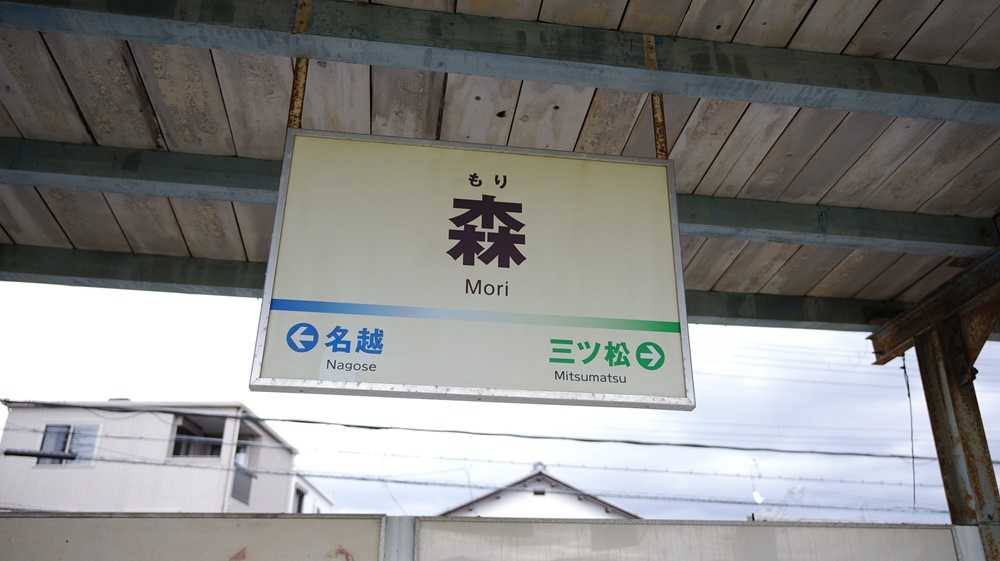 もり
森
Mori
名越
Nagose
三ツ松
Mitsumatsu